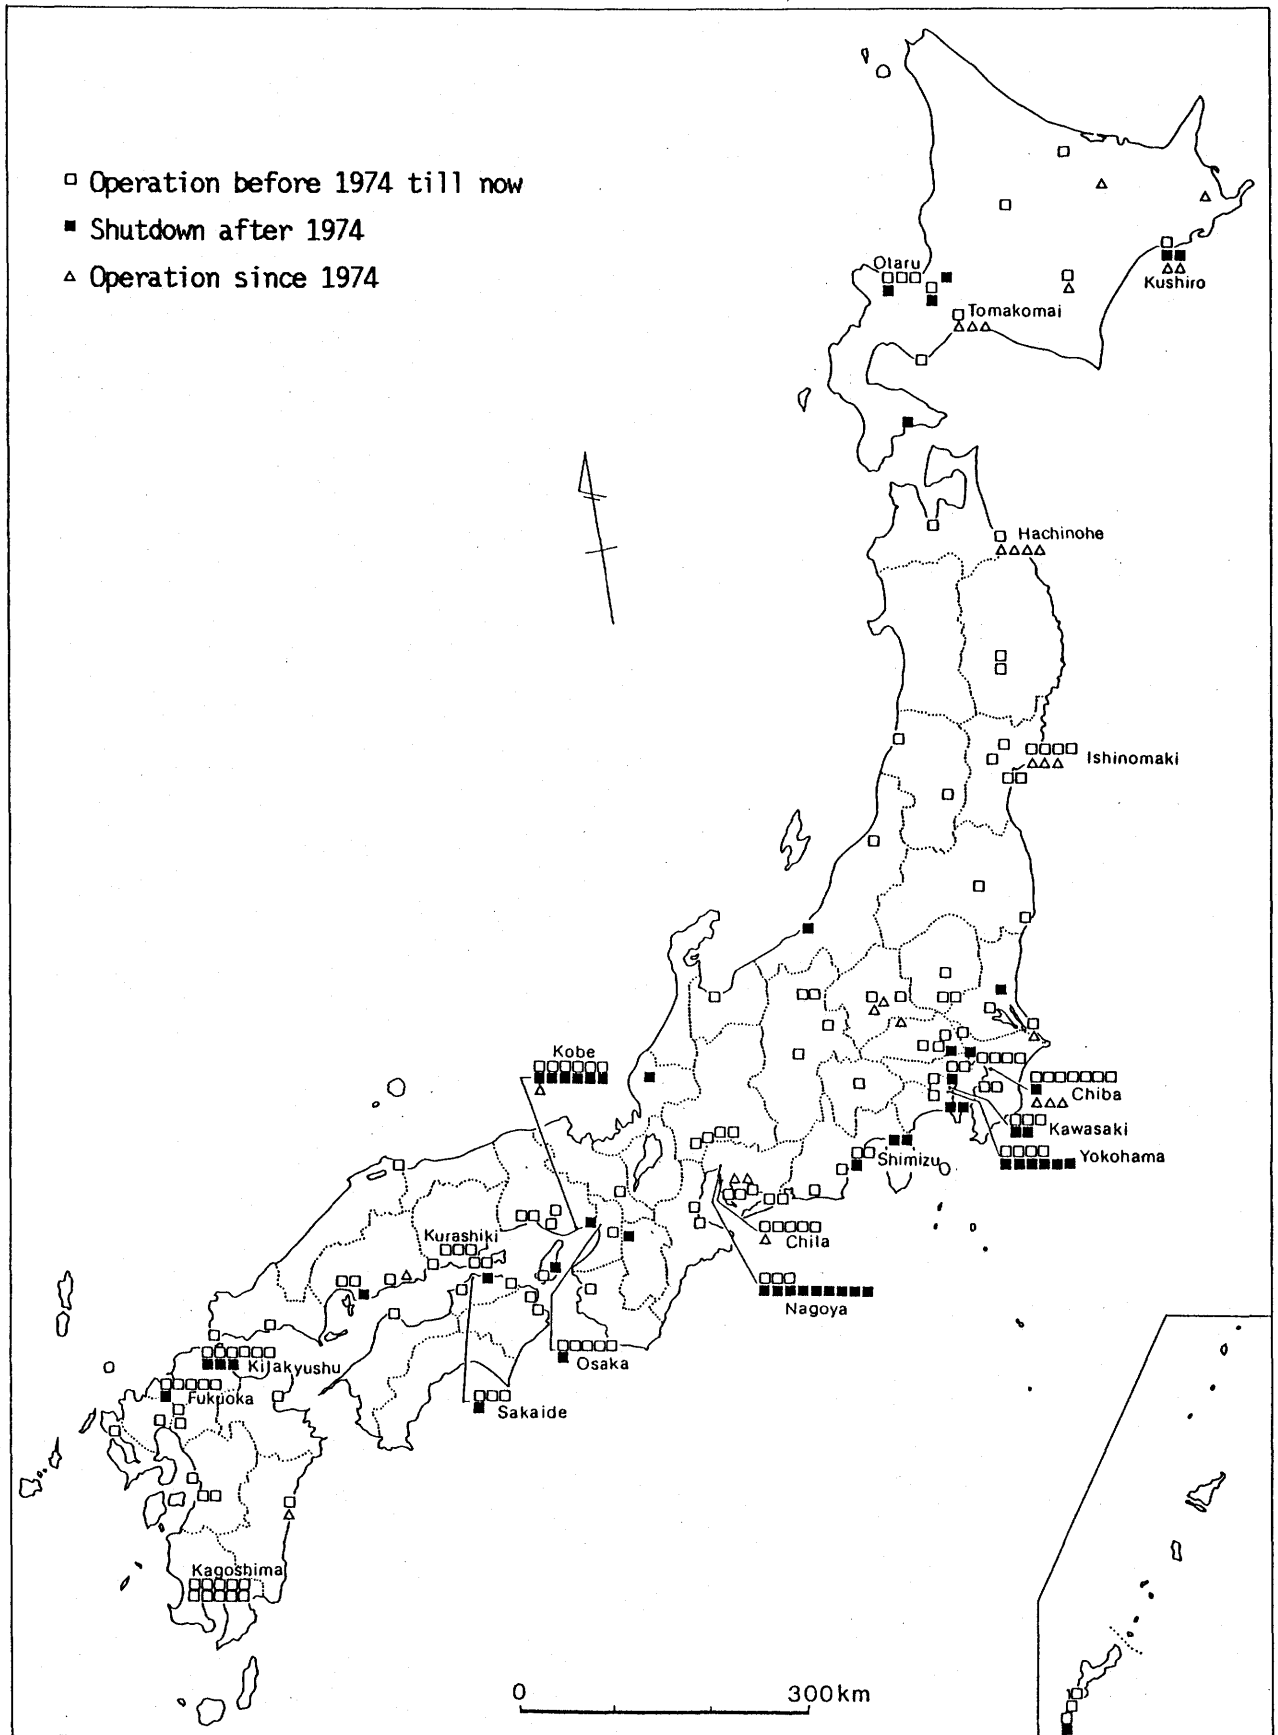 □ Operation before 1974 till now
■ Shutdown after 1974
△ Operation since 1974
Otaru
Kushiro
Tomakomai
Hachinohe
Ishinomaki
Kobe
Chiba
Kawasaki
Yokohama
Shimizu
Kurashiki
Chila
Nagoya
Osaka
Kitakyushu
Fukuoka
Sakaide
Kagoshima
0 300km